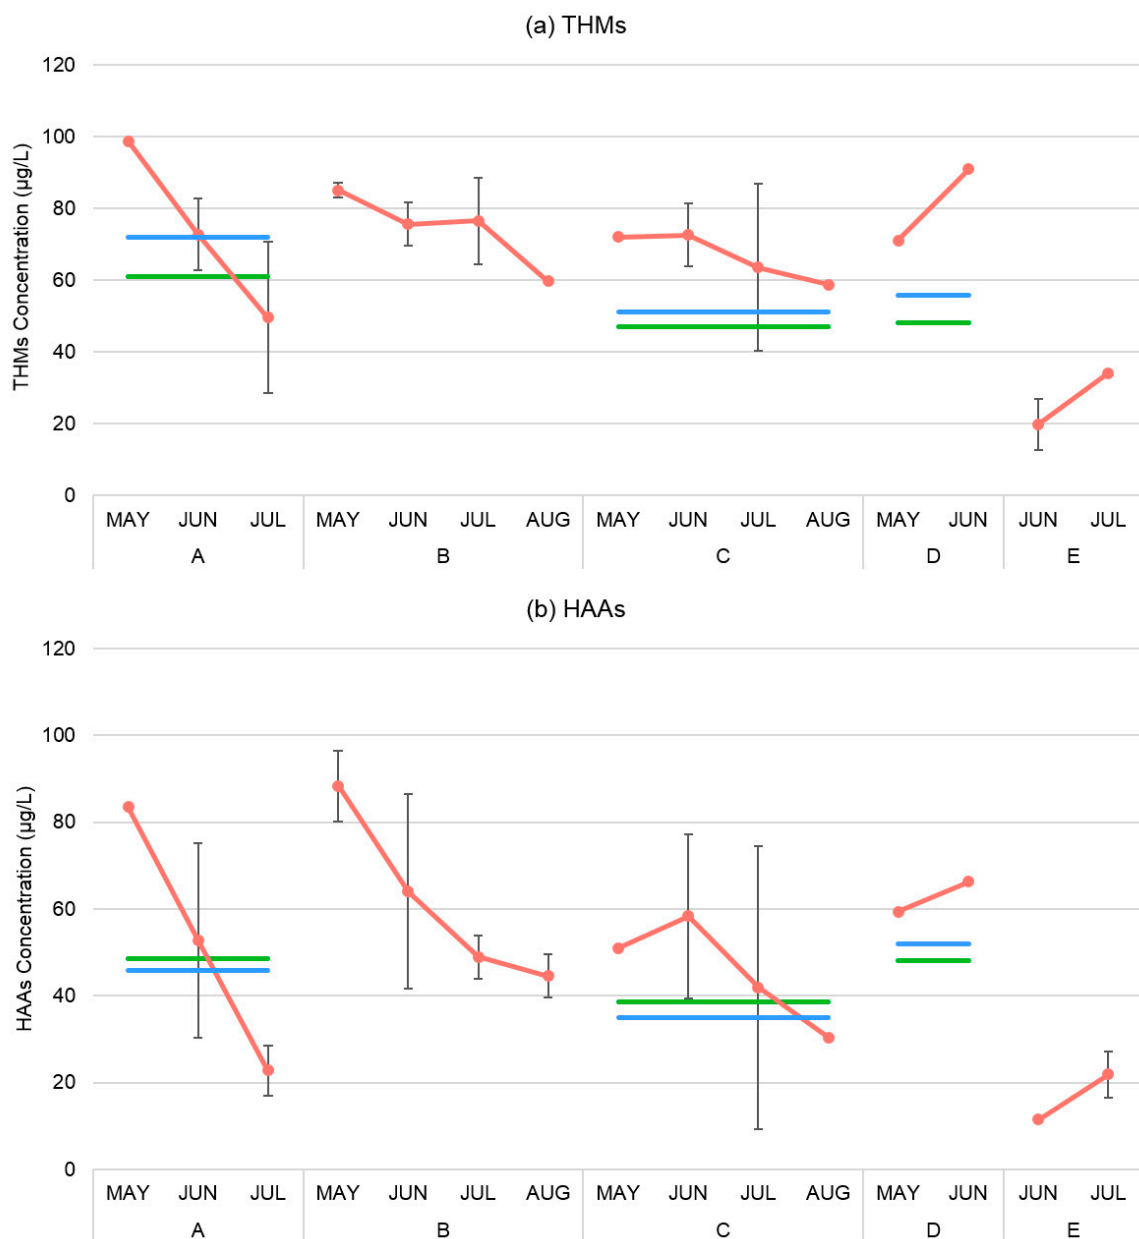 (a) THMs
THMs Concentration (µg/L)
120
100
80
60
40
20
0
MAY JUN JUL MAY JUN JUL AUG MAY JUN JUL AUG MAY JUN JUN JUL
A B C D E
(b) HAAs
HAAs Concentration (µg/L)
120
100
80
60
40
20
0
MAY JUN JUL MAY JUN JUL AUG MAY JUN JUL AUG MAY JUN JUN JUL
A B C D E